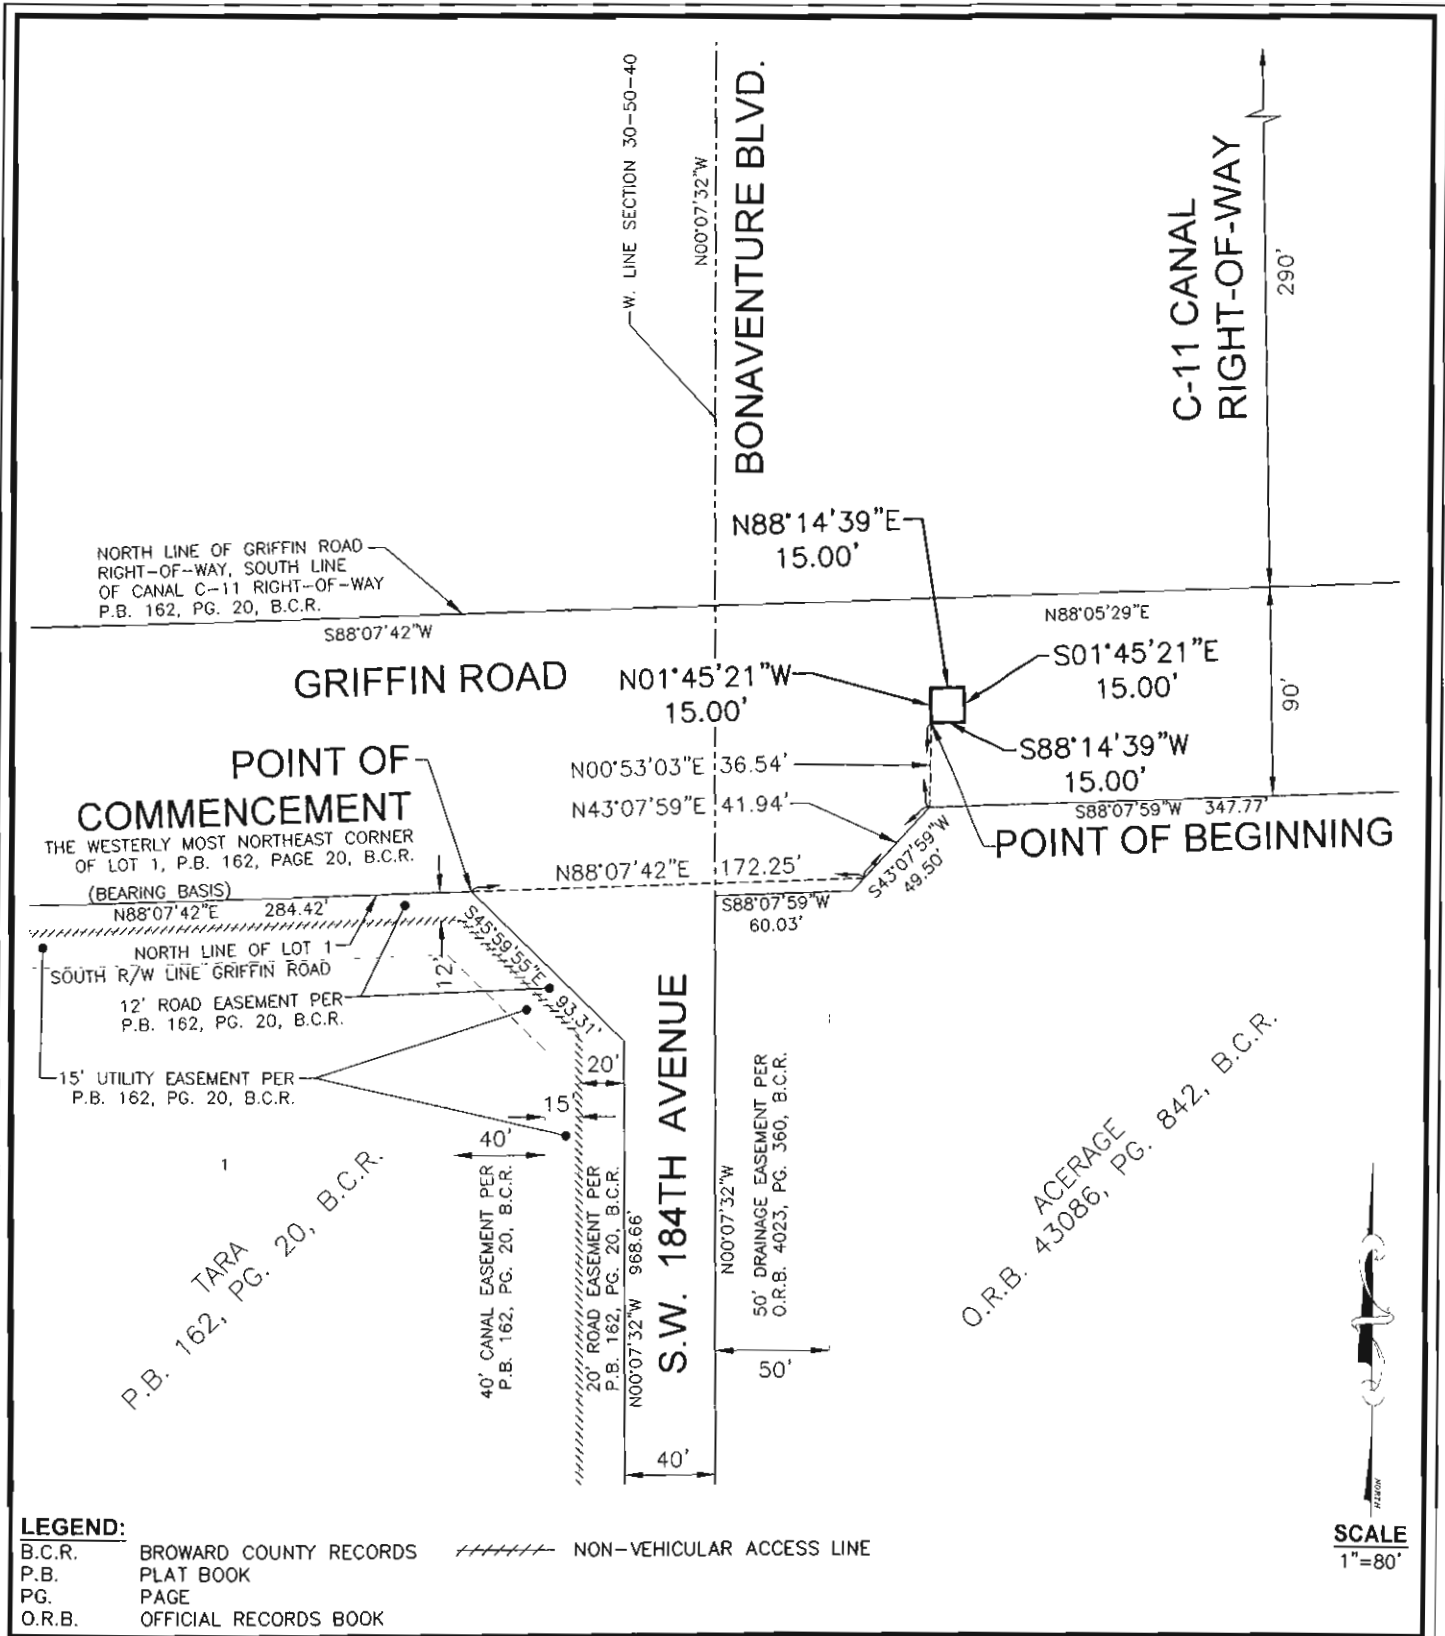 W. LINE SECTION 30-50-40
N00°07'32"W
BONAVENTURE BLVD.
C-11 CANAL
RIGHT-OF-WAY
290'
N88°14'39"E
15.00'
NORTH LINE OF GRIFFIN ROAD
RIGHT-OF-WAY, SOUTH LINE
OF CANAL C-11 RIGHT-OF-WAY
P.B. 162, PG. 20, B.C.R.
S88°07'42"W
N88°05'29"E
GRIFFIN ROAD
N01°45'21"W
15.00'
S01°45'21"E
15.00'
90'
S88°14'39"W
15.00'
POINT OF
COMMENCEMENT
THE WESTERLY MOST NORTHEAST CORNER
OF LOT 1, P.B. 162, PAGE 20, B.C.R.
N00°53'03"E 36.54'
N43°07'59"E 41.94'
N88°07'42"E 172.25'
S88°07'59"W 347.77'
POINT OF BEGINNING
S43°07'59"W
49.50'
S88°07'59"W
60.03'
(BEARING BASIS)
N88°07'42"E 284.42'
NORTH LINE OF LOT 1
SOUTH R/W LINE GRIFFIN ROAD
12' ROAD EASEMENT PER
P.B. 162, PG. 20, B.C.R.
12'
S45°59'55"E 93.31'
15' UTILITY EASEMENT PER
P.B. 162, PG. 20, B.C.R.
20'
15'
40'
1
TARA
P.B. 162, PG. 20, B.C.R.
40' CANAL EASEMENT PER
P.B. 162, PG. 20, B.C.R.
20' ROAD EASEMENT PER
P.B. 162, PG. 20, B.C.R.
N00°07'32"W 968.66'
S.W. 184TH AVENUE
N00°07'32"W
50' DRAINAGE EASEMENT PER
O.R.B. 4023, PG. 360, B.C.R.
50'
40'
ACERAGE
O.R.B. 43086, PG. 842, B.C.R.
NORTH
SCALE
1"=80'
LEGEND:
B.C.R. BROWARD COUNTY RECORDS
NON-VEHICULAR ACCESS LINE
P.B. PLAT BOOK
PG. PAGE
O.R.B. OFFICIAL RECORDS BOOK